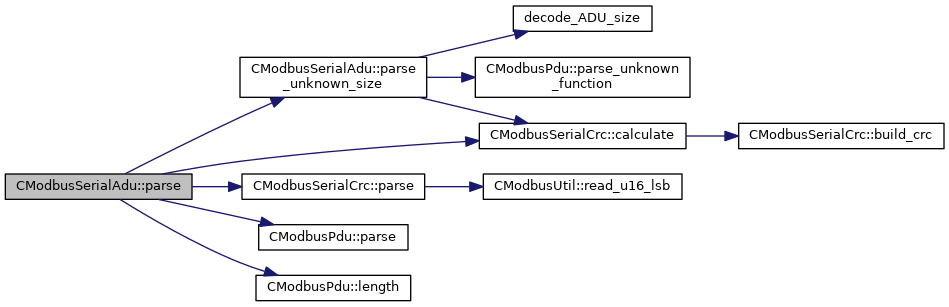 decode_ADU_size
CModbusSerialAdu::parse
_unknown_size
CModbusPdu::parse_unknown
_function
CModbusSerialCrc::calculate
CModbusSerialCrc::build_crc
CModbusSerialAdu::parse
CModbusSerialCrc::parse
CModbusUtil::read_u16_lsb
CModbusPdu::parse
CModbusPdu::length